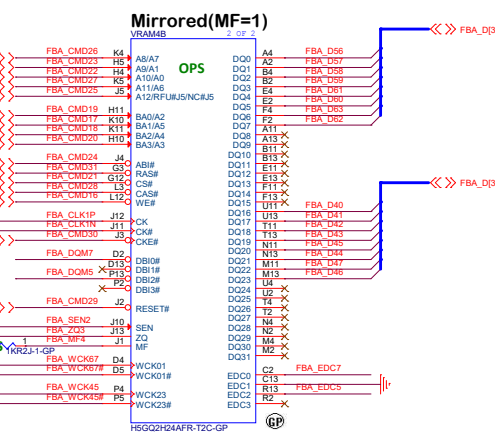 Mirrored(MF=1)
VRAM4B 2 OF 2
FBA_D[3
OPS
FBA_CMD26 K4 A8/A7 DQ0 A4 FBA_D56
FBA_CMD23 H5 A9/A1 DQ1 A2 FBA_D57
FBA_CMD22 H4 A10/A0 DQ2 B4 FBA_D58
FBA_CMD27 K5 A11/A6 DQ3 B2 FBA_D59
FBA_CMD25 J5 A12/RFU#J5/NC#J5 DQ4 E4 FBA_D61
DQ5 E2 FBA_D60
FBA_CMD19 H11 BA0/A2 DQ6 F4 FBA_D63
FBA_CMD17 K10 BA1/A5 DQ7 F2 FBA_D62
FBA_CMD18 K11 BA2/A4 DQ8 A11
FBA_CMD20 H10 BA3/A3 DQ9 A13
DQ10 B11
FBA_CMD24 J4 ABI# DQ11 B13
FBA_CMD31 G3 RAS# DQ12 E11
FBA_CMD21 G12 CS# DQ13 E13
FBA_D[3
FBA_CMD28 L3 CAS# DQ14 F11
FBA_CMD16 L12 WE# DQ15 F13
DQ16 U11 FBA_D40
FBA_CLK1P J12 CK DQ17 U13 FBA_D41
FBA_CLK1N J11 CK# DQ18 T11 FBA_D42
FBA_CMD30 J3 CKE# DQ19 T13 FBA_D43
DQ20 N11 FBA_D45
FBA_DQM7 D2 DBI0# DQ21 N13 FBA_D44
D13 DBI1# DQ22 M11 FBA_D47
FBA_DQM5 P13 DBI2# DQ23 M13 FBA_D46
P2 DBI3# DQ24 U4
DQ25 U2
FBA_CMD29 J2 RESET# DQ26 T4
DQ27 T2
FBA_SEN2 J10 SEN DQ28 N4
FBA_ZQ3 J13 ZQ DQ29 N2
1 FBA_MF4 J1 MF DQ30 M4
1KR2J-1-GP DQ31 M2
FBA_WCK67 D4 WCK01
FBA_WCK67# D5 WCK01# EDC0 C2 FBA_EDC7
EDC1 C13
FBA_WCK45 P4 WCK23 EDC2 R13 FBA_EDC5
FBA_WCK45# P5 WCK23# EDC3 R2
H5GQ2H24AFR-T2C-GP GP